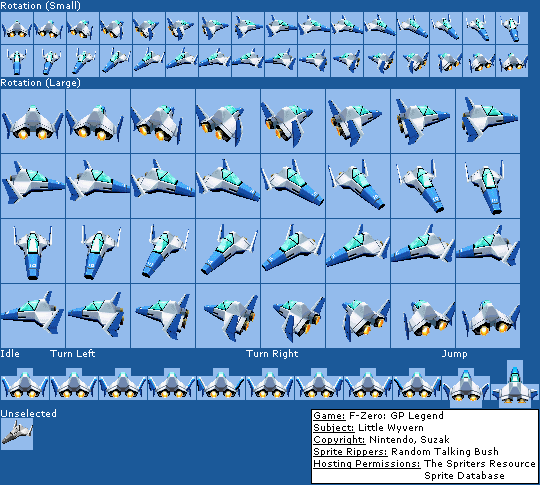 Rotation (Small)
Rotation (Large)
Idle Turn Left Turn Right Jump
Unselected
Game: F-Zero: GP Legend
Subject: Little Wyvern
Copyright: Nintendo, Suzak
Sprite Rippers: Random Talking Bush
Hosting Permissions: The Spriters Resource
Sprite Database